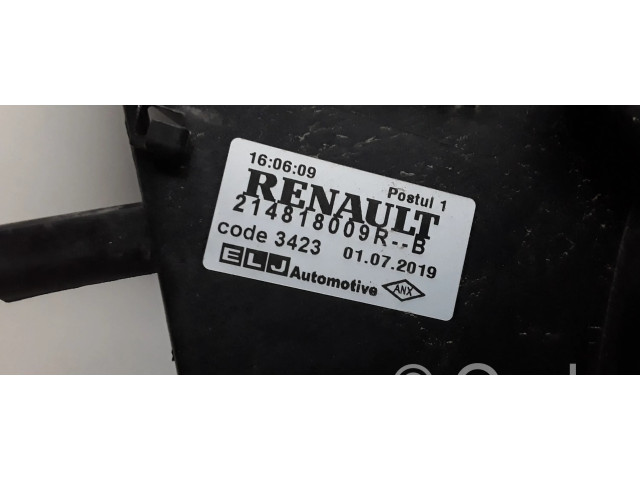 16:06:09 Postul 1
RENAULT
214818009R--B
code 3423 01.07.2019
ELJ Automotive ANX
©